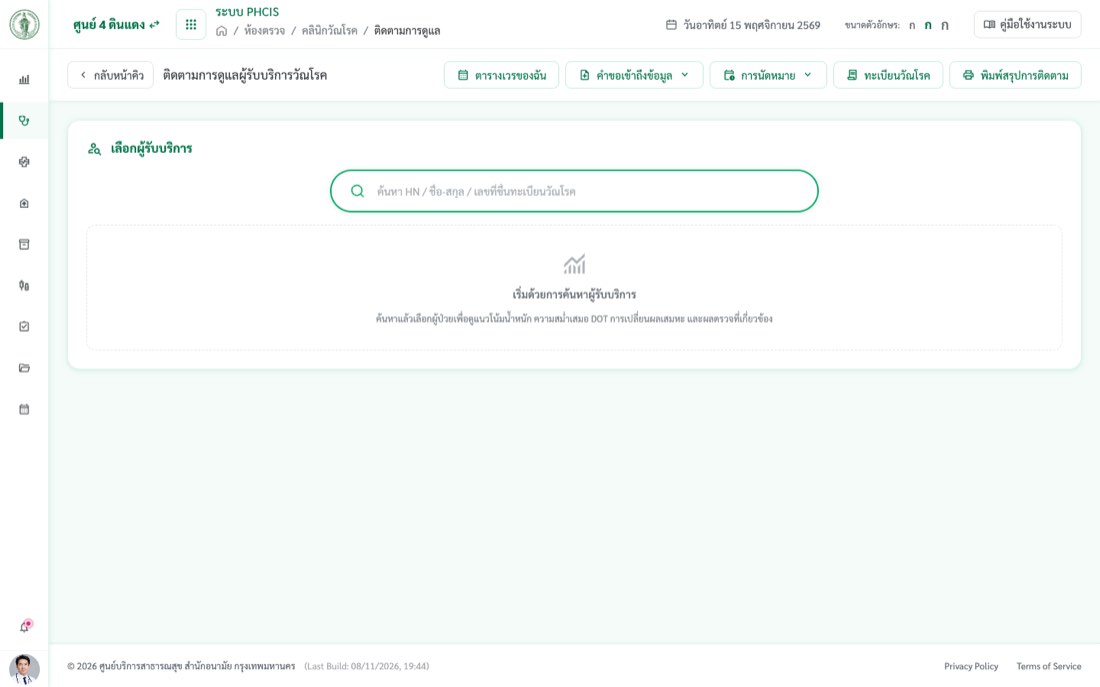 ศูนย์ 4 ดินแดง
ระบบ PHCIS
/ ห้องตรวจ / คลินิกวัณโรค / ติดตามการดูแล
วันอาทิตย์ 15 พฤศจิกายน 2569
ขนาดตัวอักษร: ก ก ก
คู่มือใช้งานระบบ
กลับหน้าคิว
ติดตามการดูแลผู้รับบริการวัณโรค
ตารางเวรของฉัน
คำขอเข้าถึงข้อมูล
การนัดหมาย
ทะเบียนวัณโรค
พิมพ์สรุปการติดตาม
เลือกผู้รับบริการ
ค้นหา HN / ชื่อ-สกุล / เลขที่ขึ้นทะเบียนวัณโรค
เริ่มด้วยการค้นหาผู้รับบริการ
ค้นหาแล้วเลือกผู้ป่วยเพื่อดูแนวโน้มน้ำหนัก ความสม่ำเสมอ DOT การเปลี่ยนผลเสมหะ และผลตรวจที่เกี่ยวข้อง
© 2026 ศูนย์บริการสาธารณสุข สำนักอนามัย กรุงเทพมหานคร (Last Build: 08/11/2026, 19:44)
Privacy Policy
Terms of Service